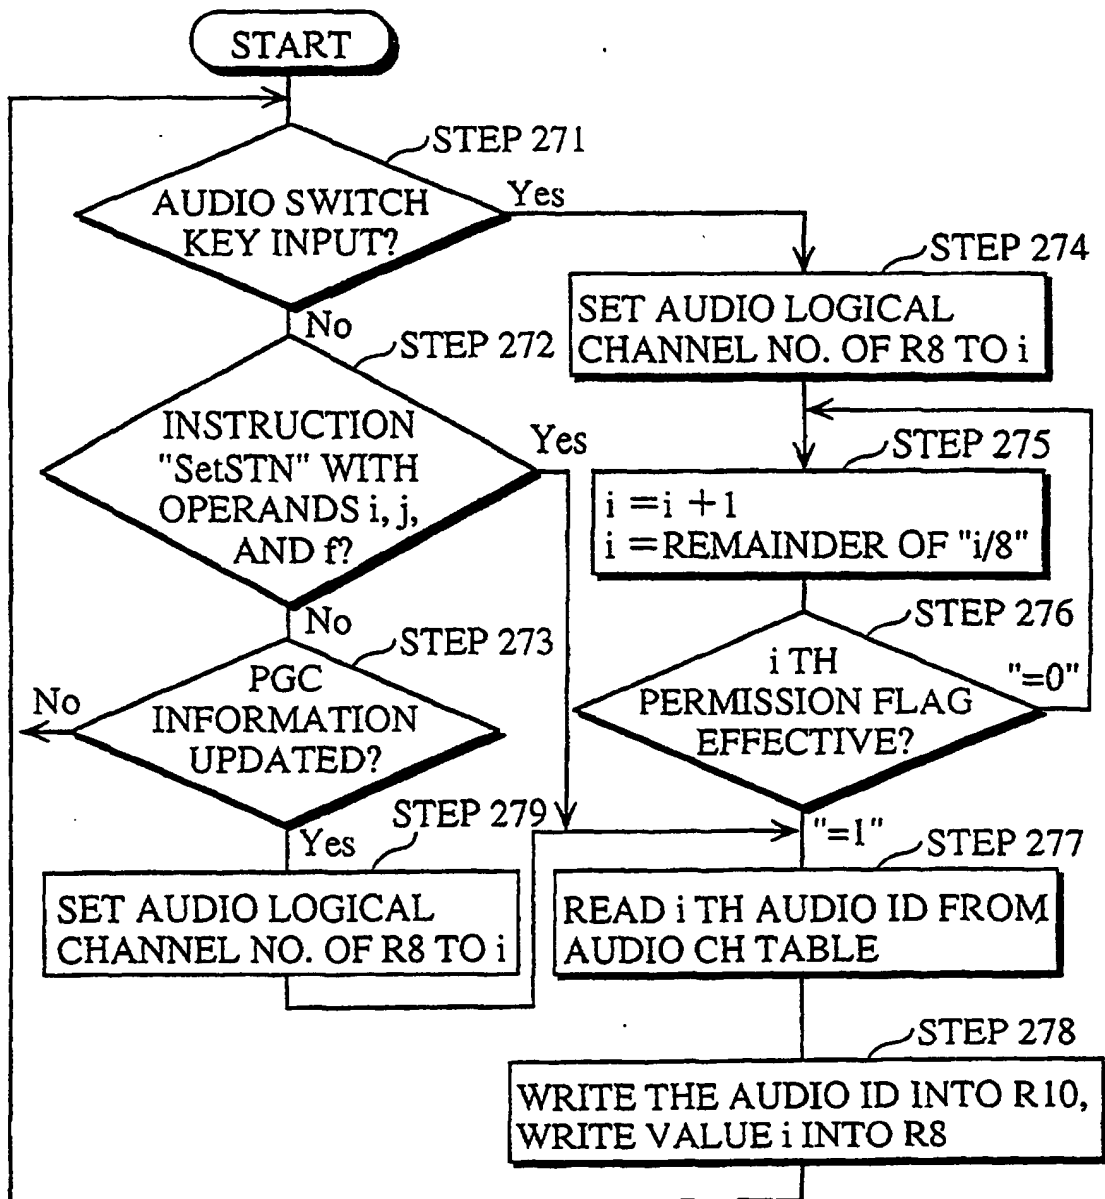 START
STEP 271
AUDIO SWITCH
KEY INPUT?
Yes
No
STEP 274
SET AUDIO LOGICAL
CHANNEL NO. OF R8 TO i
STEP 272
INSTRUCTION
"SetSTN" WITH
OPERANDS i, j,
AND f?
Yes
No
STEP 275
i = i + 1
i = REMAINDER OF "i/8"
STEP 276
i TH
PERMISSION FLAG
EFFECTIVE?
"=0"
"=1"
STEP 273
PGC
INFORMATION
UPDATED?
No
Yes
STEP 279
SET AUDIO LOGICAL
CHANNEL NO. OF R8 TO i
STEP 277
READ i TH AUDIO ID FROM
AUDIO CH TABLE
STEP 278
WRITE THE AUDIO ID INTO R10,
WRITE VALUE i INTO R8